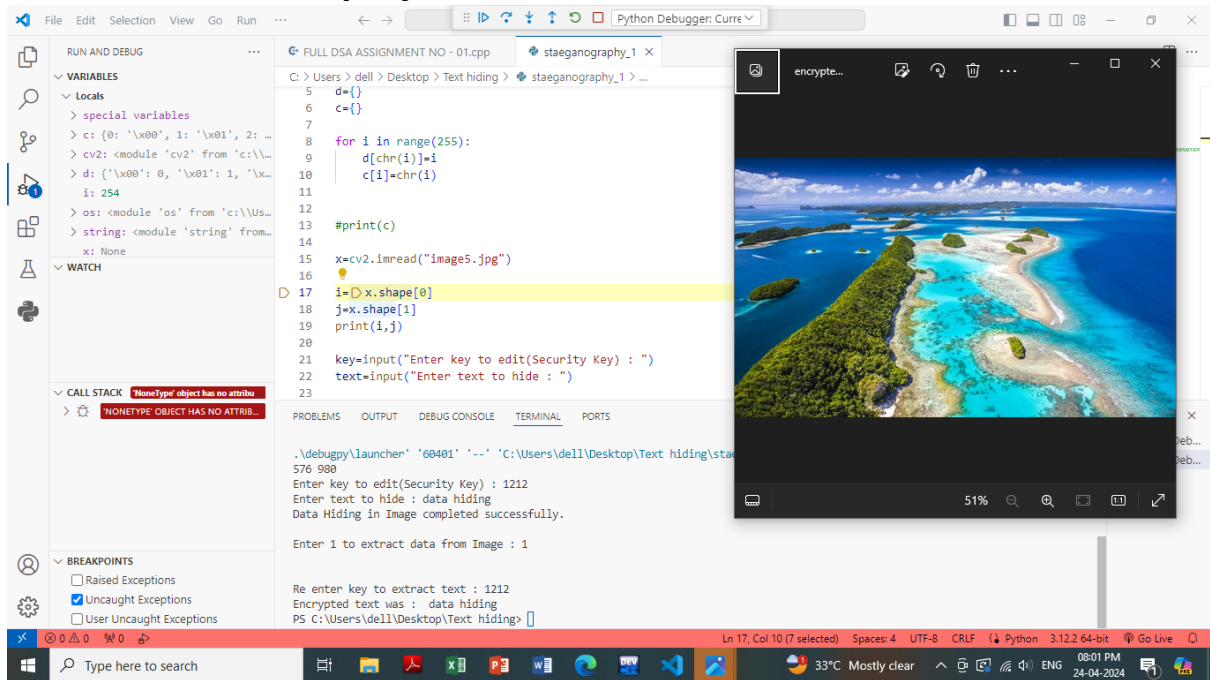 File Edit Selection View Go Run ···
Python Debugger: Curre
RUN AND DEBUG ···
VARIABLES
Locals
> special variables
> c: {0: '\x00', 1: '\x01', 2: …
> cv2: <module 'cv2' from 'c:\\…
> d: {'\x00': 0, '\x01': 1, '\x…
i: 254
> os: <module 'os' from 'c:\\Us…
> string: <module 'string' from…
x: None
WATCH
CALL STACK 'NoneType' object has no attribu
'NONETYPE' OBJECT HAS NO ATTRIB...
BREAKPOINTS
Raised Exceptions
Uncaught Exceptions
User Uncaught Exceptions
FULL DSA ASSIGNMENT NO - 01.cpp staeganography_1
C: > Users > dell > Desktop > Text hiding > staeganography_1 > ...
5 d={}
6 c={}
7
8 for i in range(255):
9 d[chr(i)]=i
10 c[i]=chr(i)
11
12
13 #print(c)
14
15 x=cv2.imread("image5.jpg")
16
17 i= x.shape[0]
18 j=x.shape[1]
19 print(i,j)
20
21 key=input("Enter key to edit(Security Key) : ")
22 text=input("Enter text to hide : ")
23
encrypte... ···
51% 1:1
PROBLEMS OUTPUT DEBUG CONSOLE TERMINAL PORTS
.\debugpy\launcher' '60401' '--' 'C:\Users\dell\Desktop\Text hiding\stae
576 980
Enter key to edit(Security Key) : 1212
Enter text to hide : data hiding
Data Hiding in Image completed successfully.
Enter 1 to extract data from Image : 1
Re enter key to extract text : 1212
Encrypted text was : data hiding
PS C:\Users\dell\Desktop\Text hiding>
Deb...
Deb...
0 0 0 Ln 17, Col 10 (7 selected) Spaces: 4 UTF-8 CRLF Python 3.12.2 64-bit Go Live
Type here to search 33°C Mostly clear ENG 08:01 PM
24-04-2024